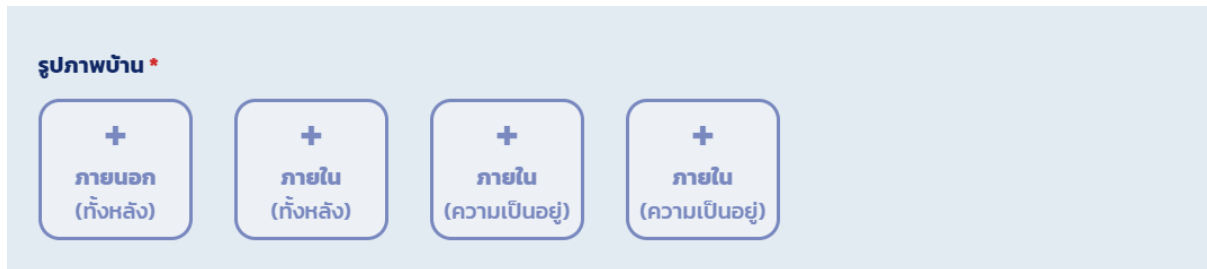 รูปภาพบ้าน *
+ + + +
ภายนอก ภายใน ภายใน ภายใน
(ทั้งหลัง) (ทั้งหลัง) (ความเป็นอยู่) (ความเป็นอยู่)